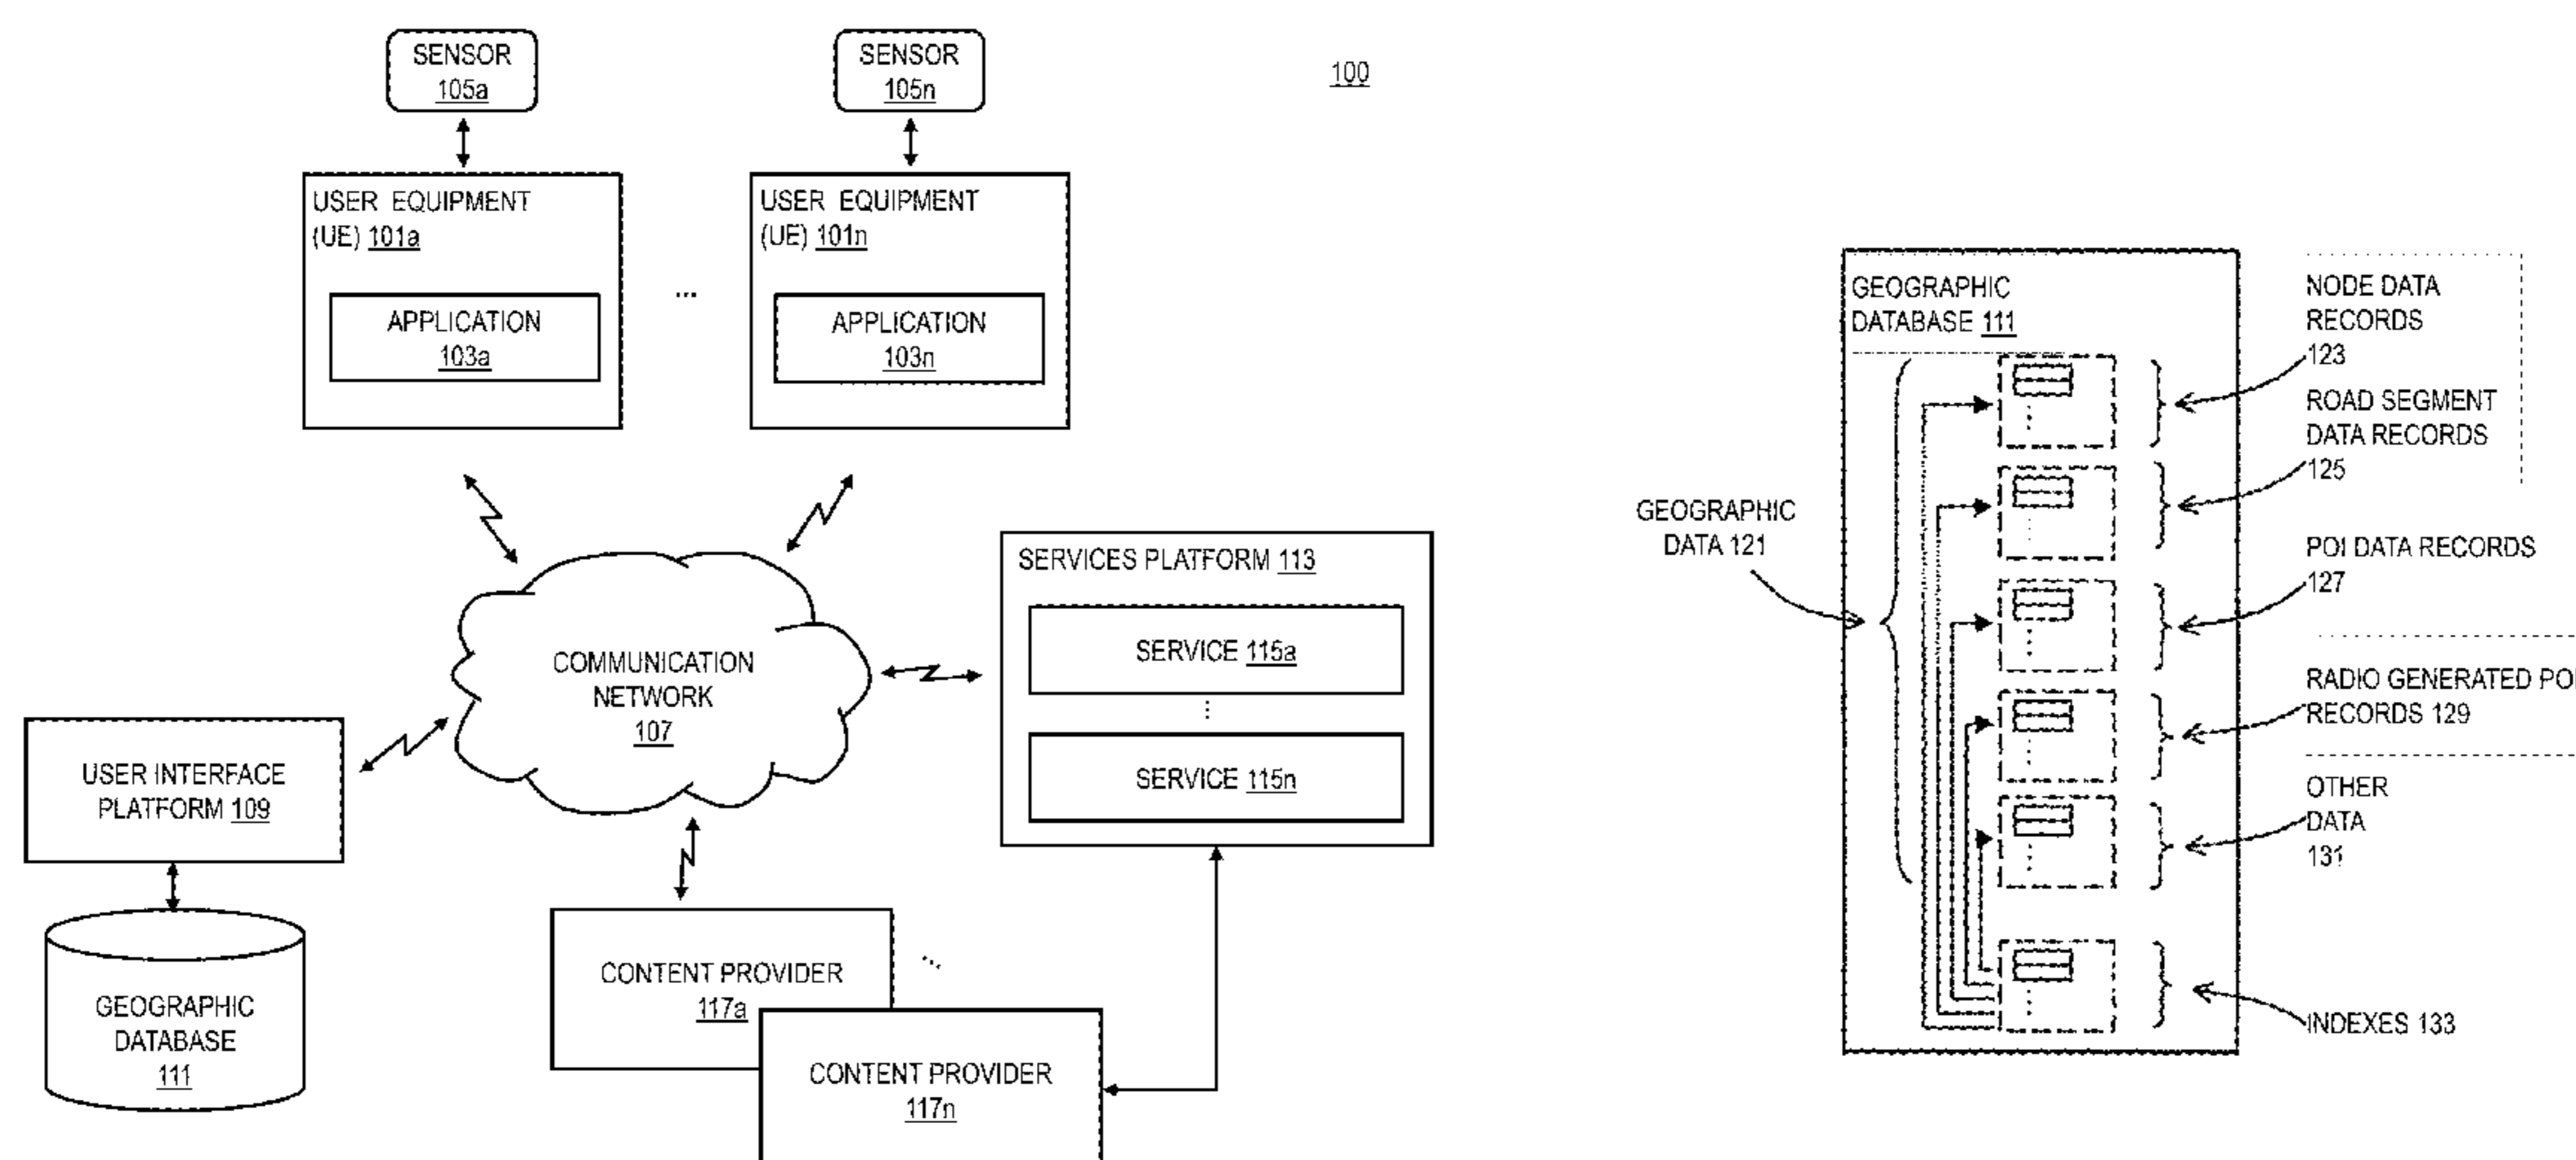 SENSOR
105a
SENSOR
105n
100
USER EQUIPMENT
(UE) 101a
APPLICATION
103a
...
USER EQUIPMENT
(UE) 101n
APPLICATION
103n
COMMUNICATION
NETWORK
107
SERVICES PLATFORM 113
SERVICE 115a
...
SERVICE 115n
USER INTERFACE
PLATFORM 109
GEOGRAPHIC
DATABASE
111
CONTENT PROVIDER
117a
...
CONTENT PROVIDER
117n
GEOGRAPHIC
DATABASE 111
GEOGRAPHIC
DATA 121
NODE DATA
RECORDS
123
ROAD SEGMENT
DATA RECORDS
125
POI DATA RECORDS
127
RADIO GENERATED POI
RECORDS 129
OTHER
DATA
131
INDEXES 133